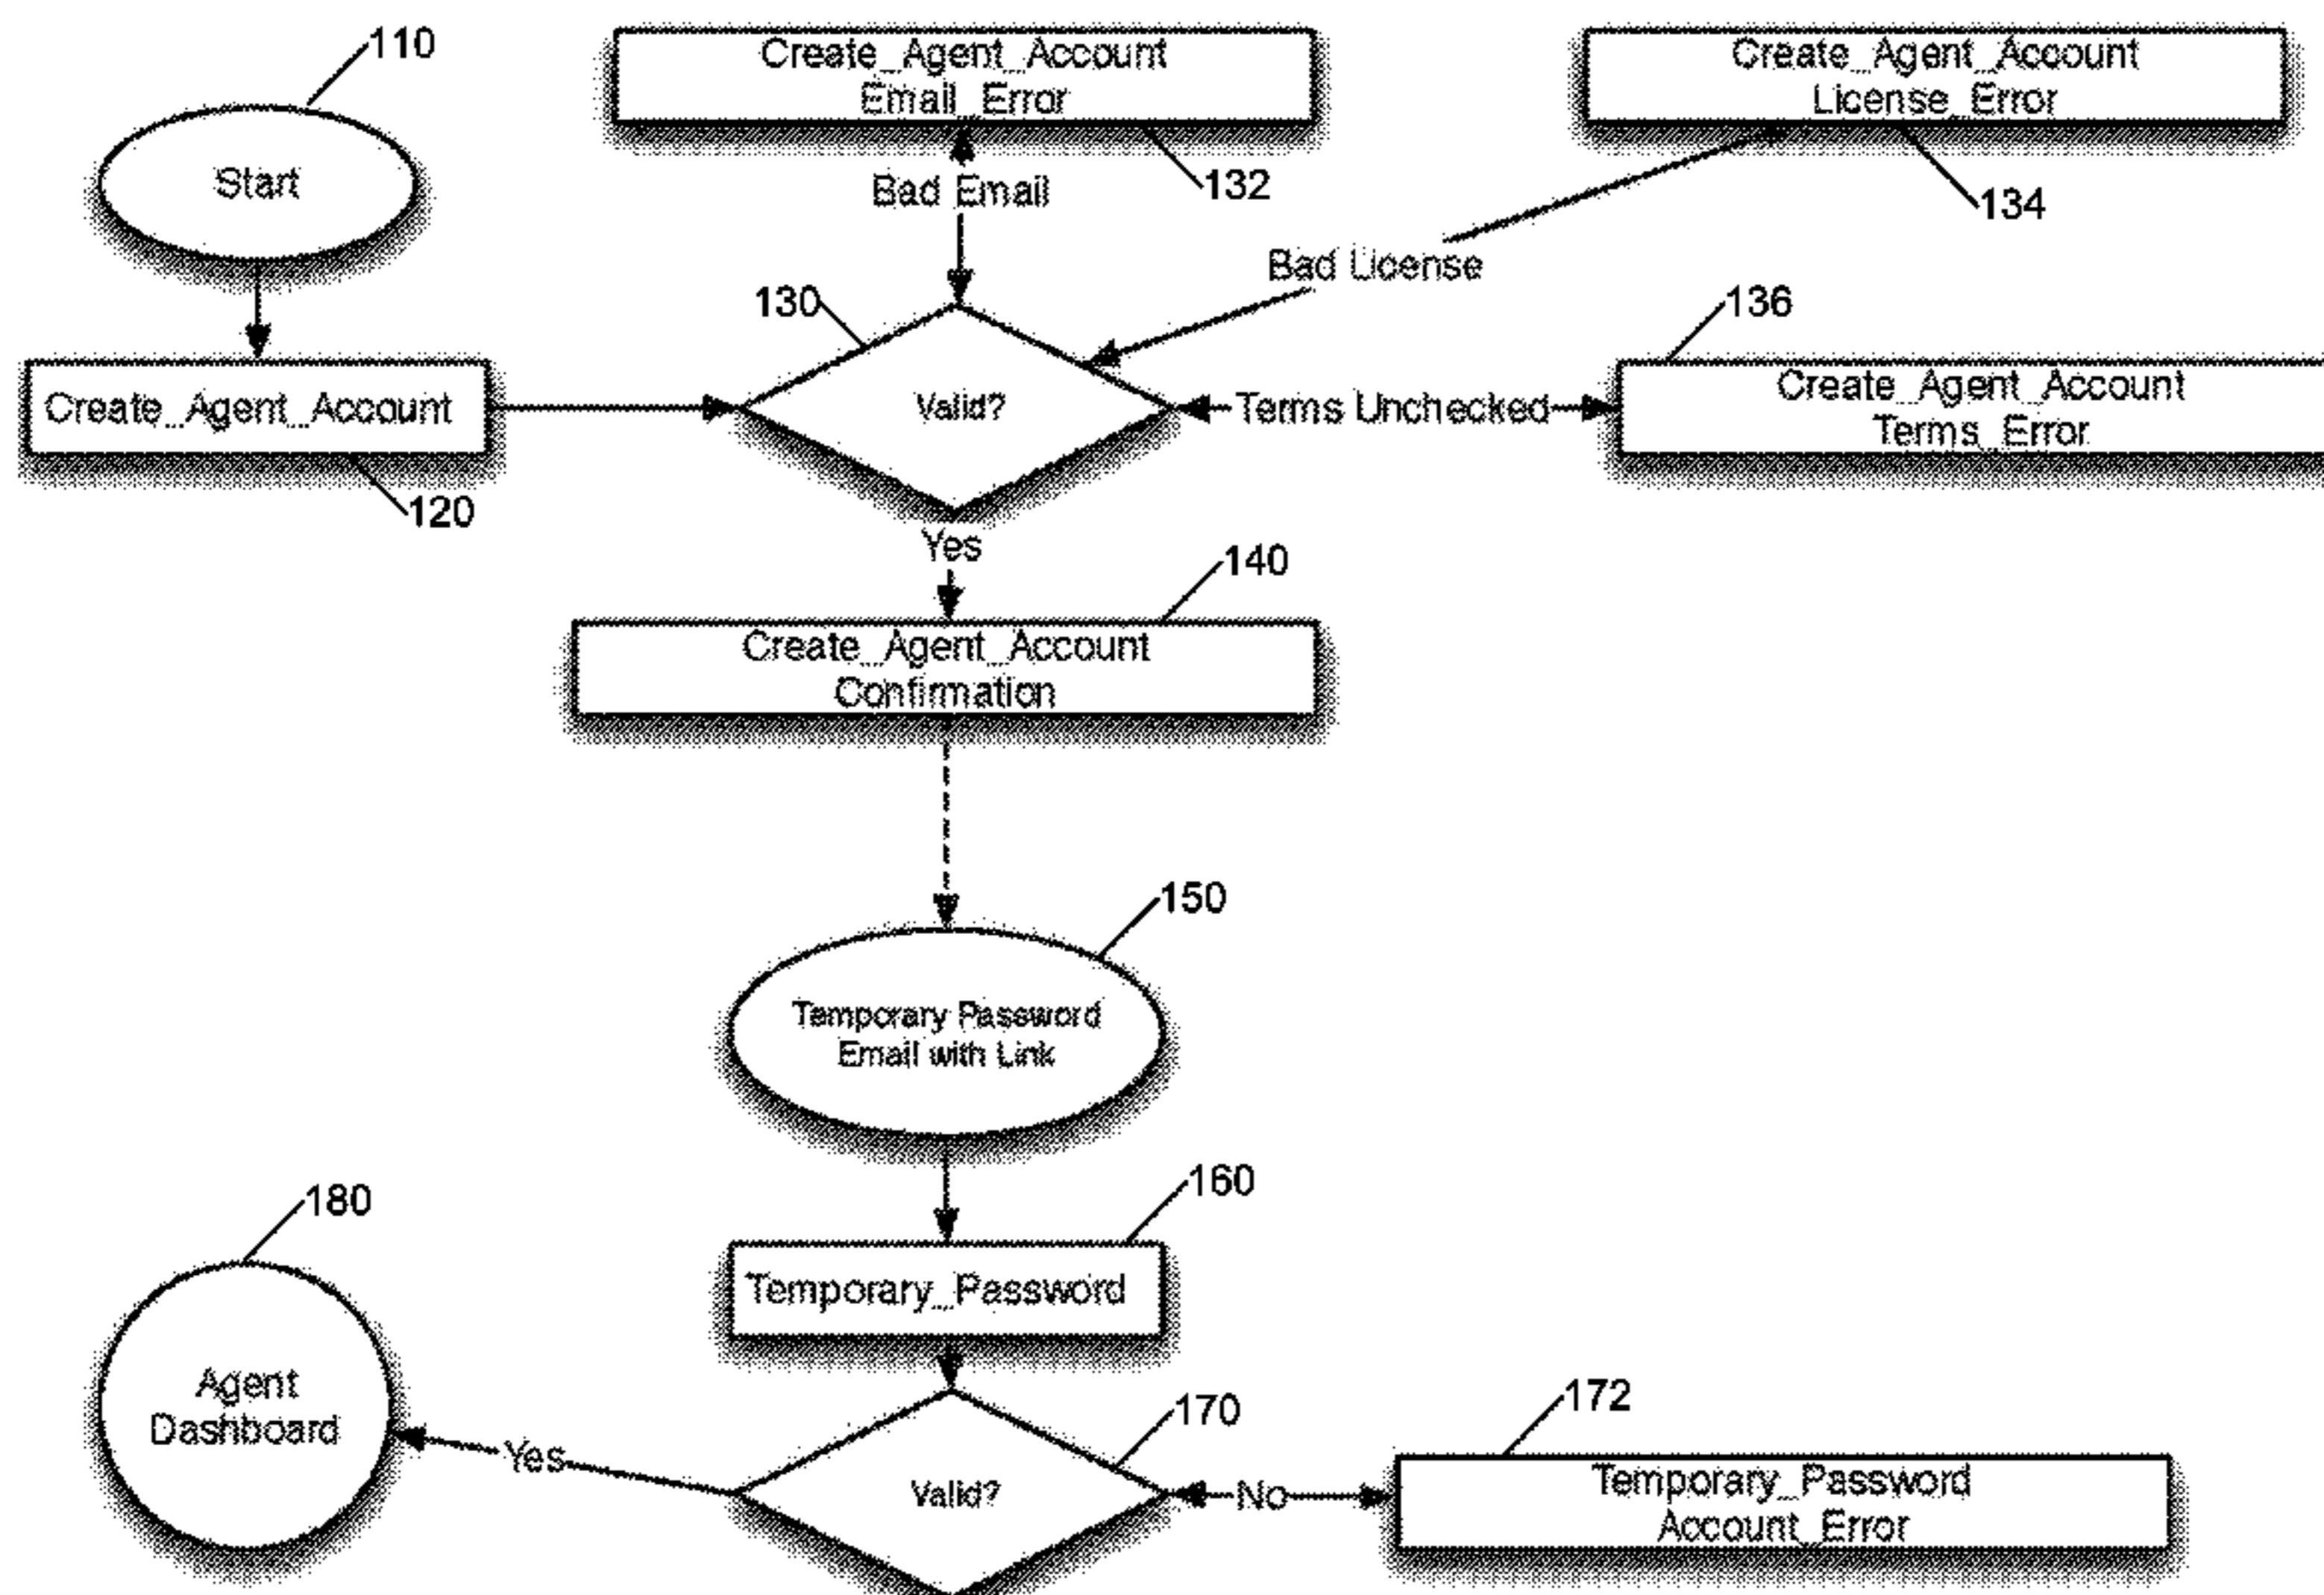 110
Create_Agent_Account
Email_Error
Create_Agent_Account
License_Error
Start
132
134
Bad Email
Bad License
130
136
Create_Agent_Account
Valid?
Terms Unchecked
Create_Agent_Account
Terms_Error
120
Yes
140
Create_Agent_Account
Confirmation
150
Temporary Password
Email with Link
160
180
Temporary_Password
Agent
Dashboard
170
172
Yes
Valid?
No
Temporary_Password
Account_Error